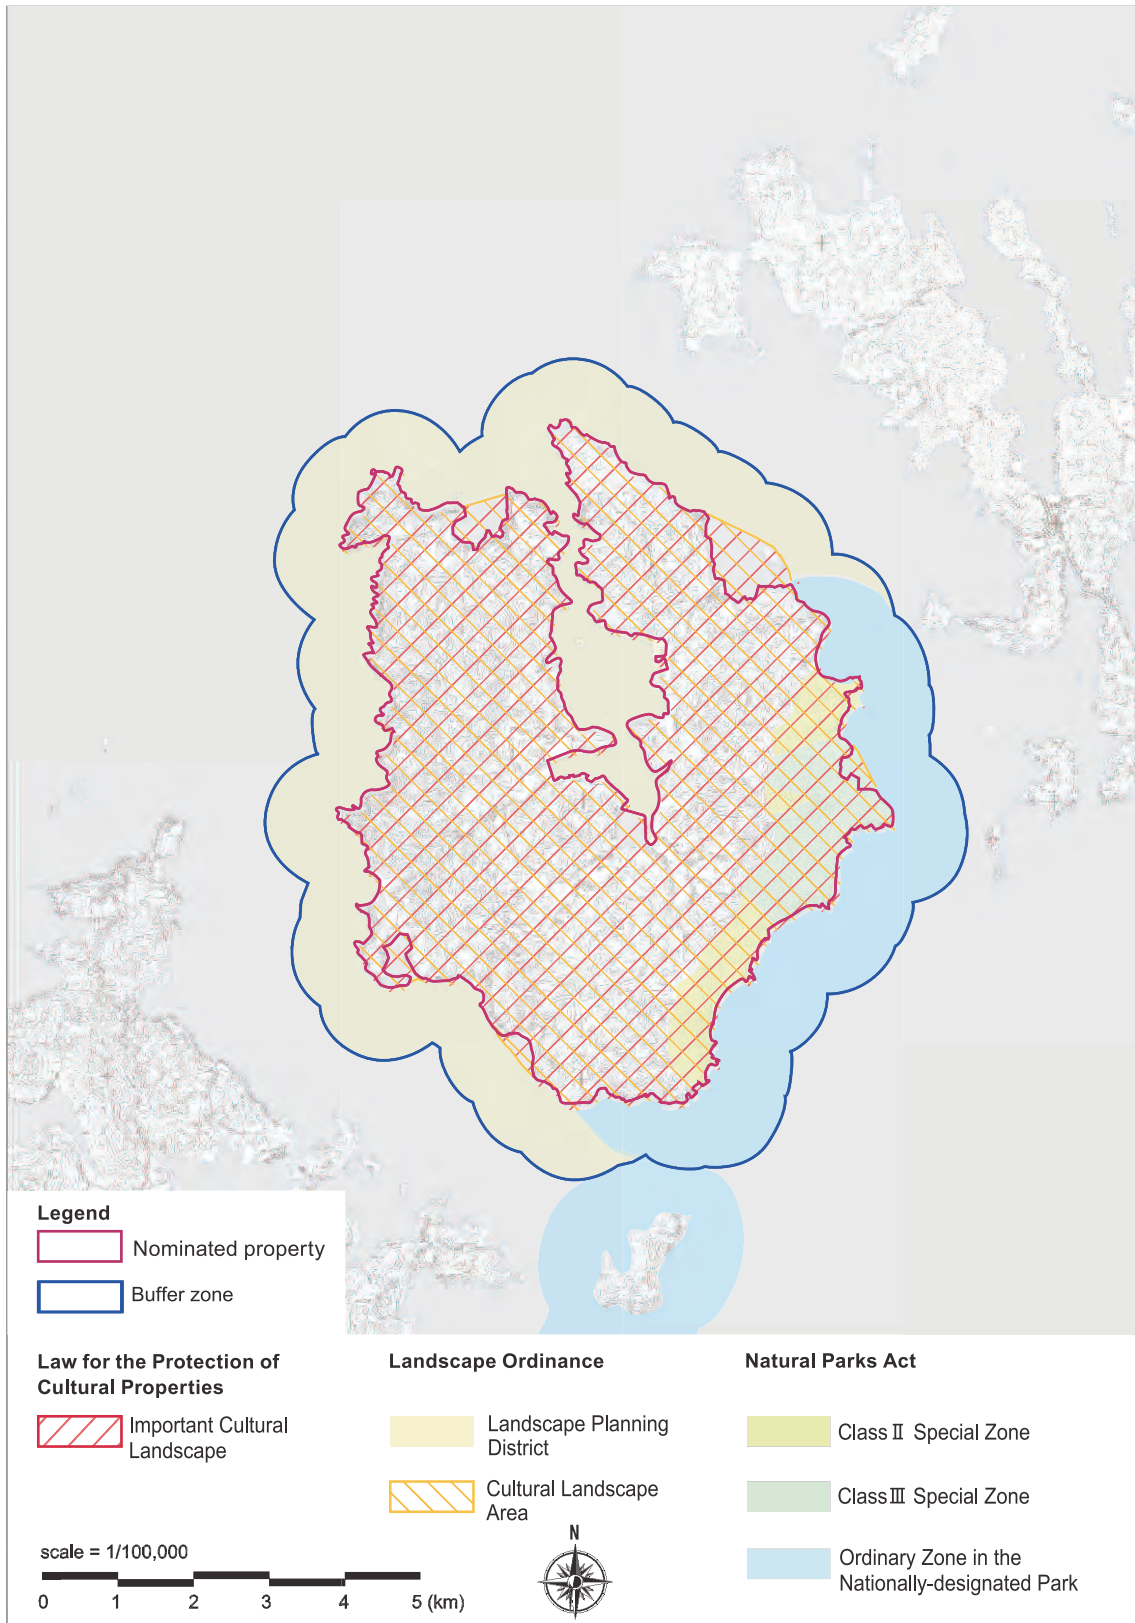 Legend
Nominated property
Buffer zone
Law for the Protection of
Cultural Properties
Important Cultural
Landscape
Landscape Ordinance
Landscape Planning
District
Cultural Landscape
Area
Natural Parks Act
Class Ⅱ Special Zone
Class Ⅲ Special Zone
Ordinary Zone in the
Nationally-designated Park
scale = 1/100,000
0 1 2 3 4 5 (km)
N